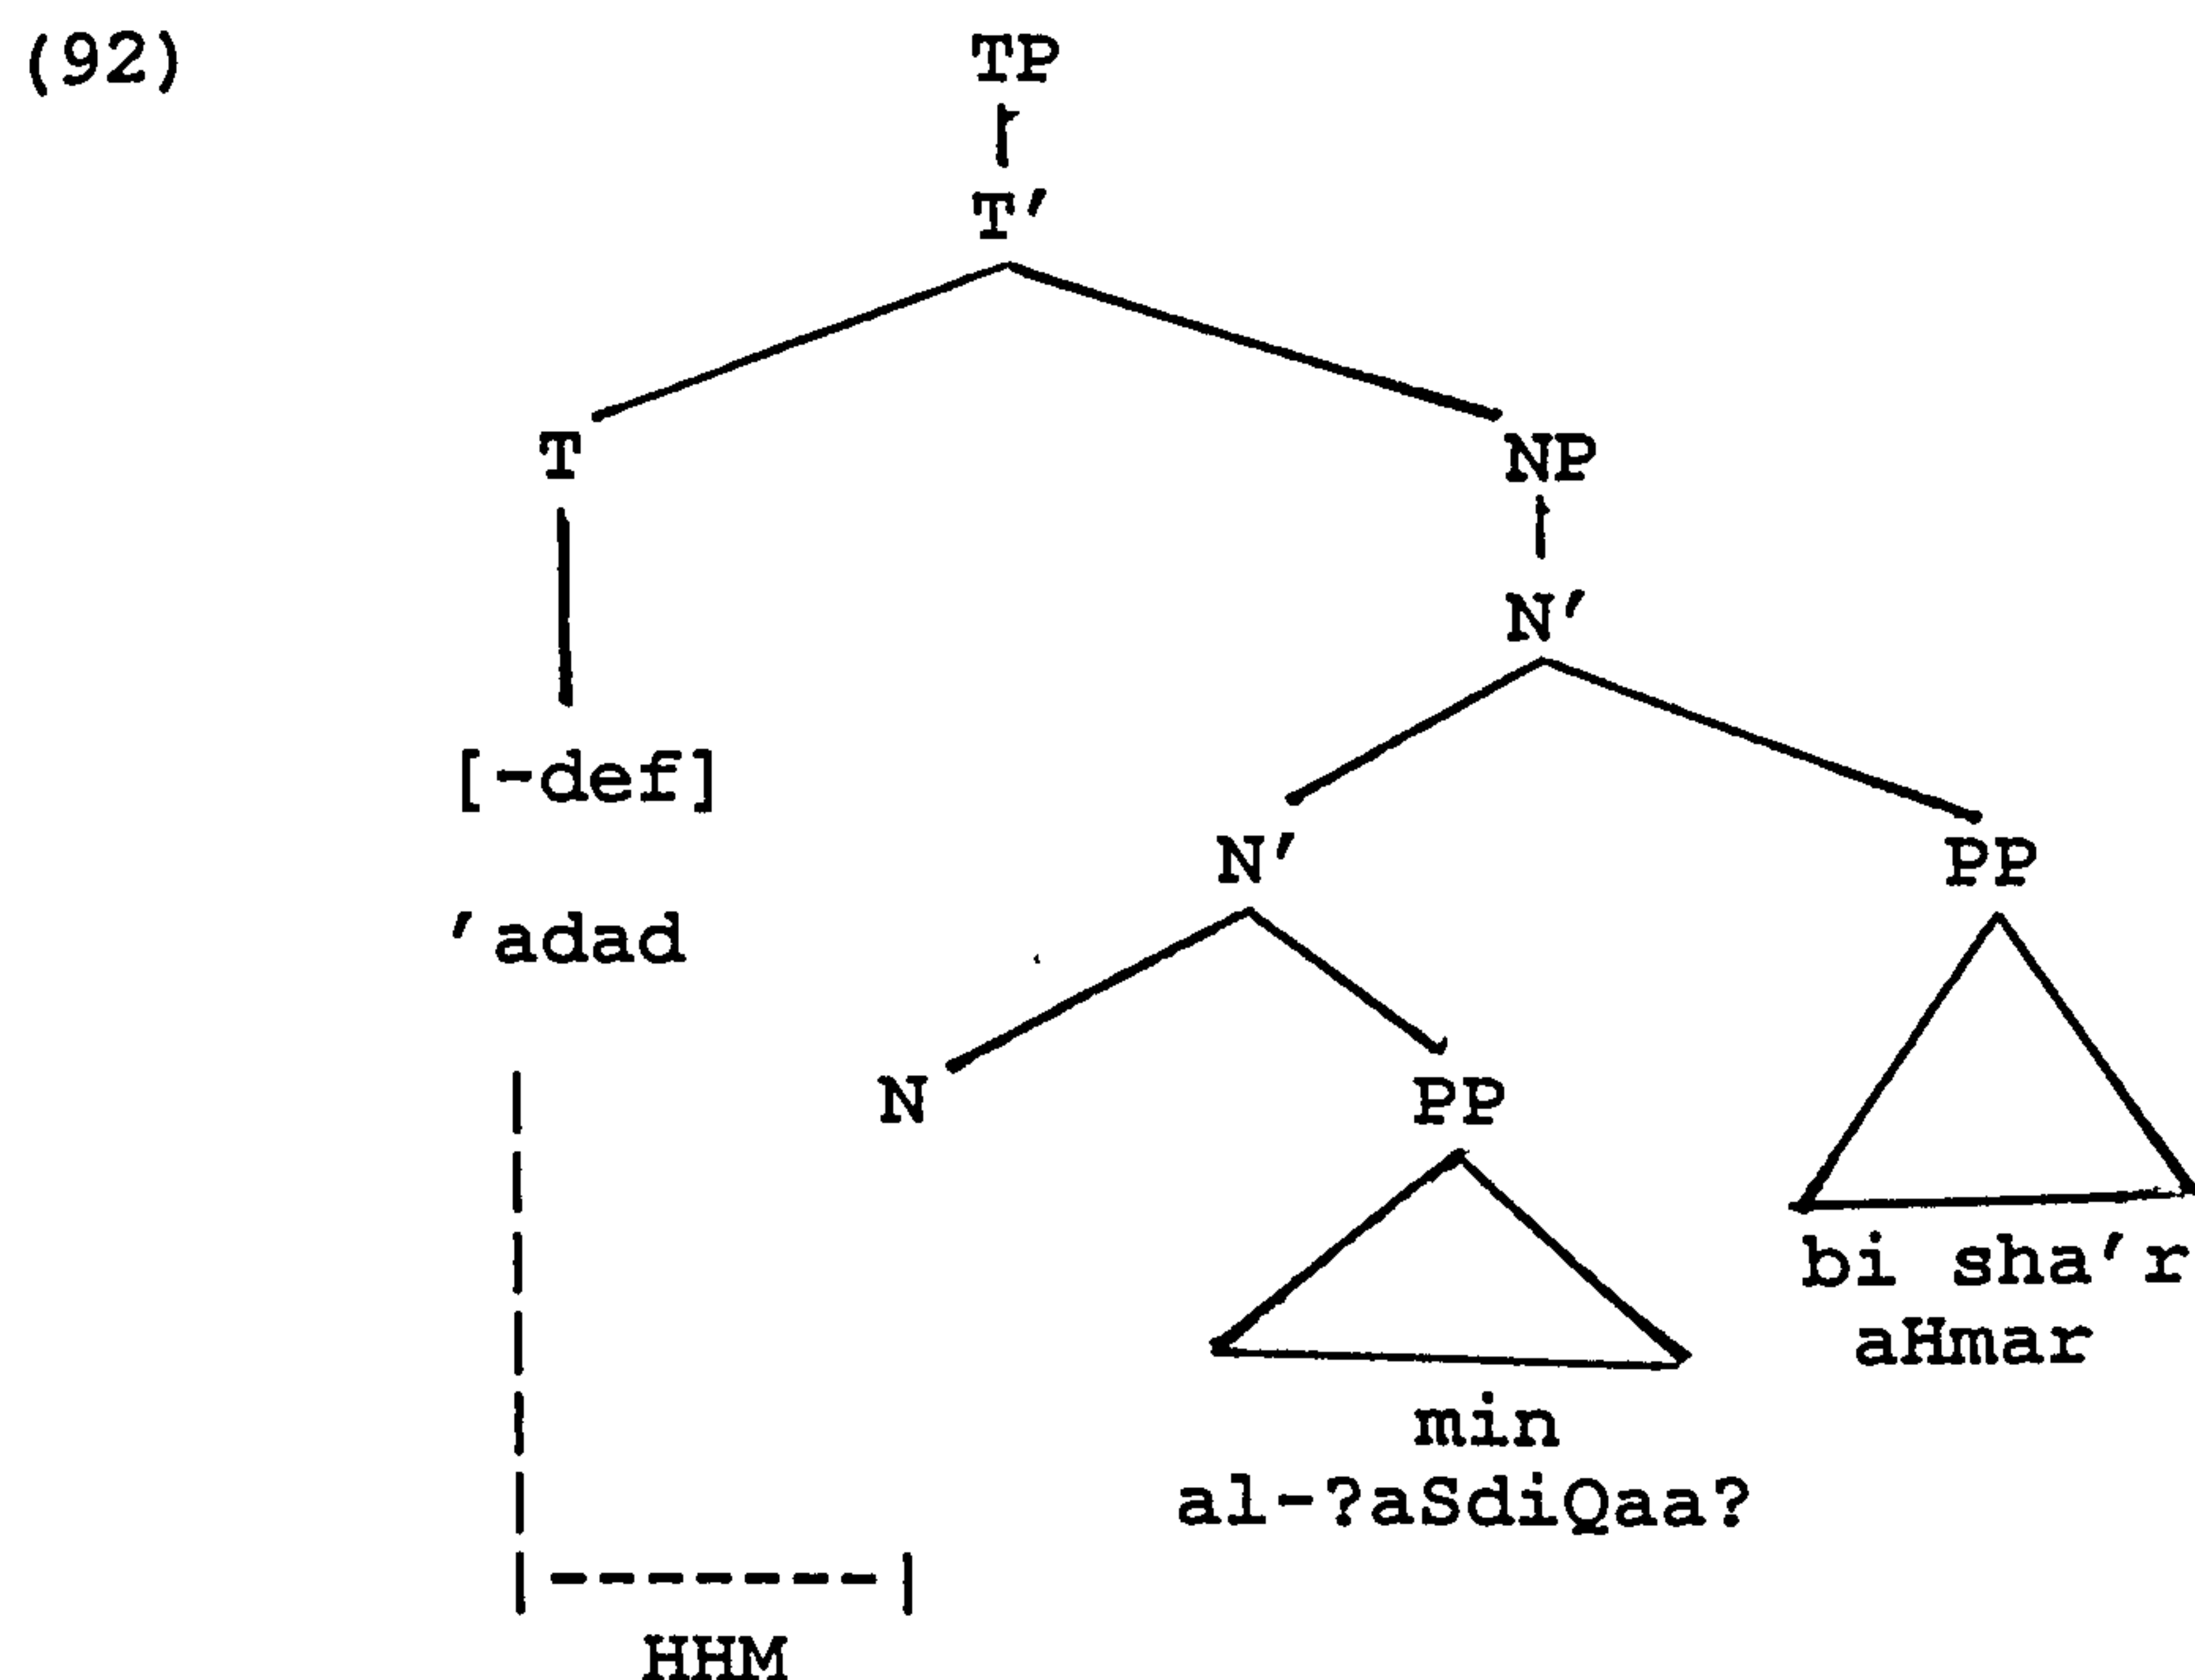 (92)
TP
T'
T
NP
N'
[-def]
N'
PP
'adad
N
PP
bi sha'r
aHmar
min
al-?aSdiQaa?
HHM